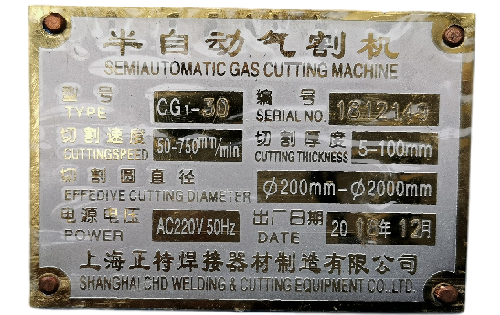 半自动气割机
SEMIAUTOMATIC GAS CUTTING MACHINE
型号 CG1-30 编号 1812149
TYPE SERIAL NO.
切割速度 50-750mm/min 切割厚度 5-100mm
CUTTINGSPEED CUTTING THICKNESS
切割圆直径 Φ200mm-Φ2000mm
EFFEDIVE CUTTING DIAMETER
电源电压 AC220V 50Hz 出厂日期 2018年12月
POWER DATE
上海正特焊接器材制造有限公司
SHANGHAI CHD WELDING & CUTTING EQUIPMENT CO.,LTD.